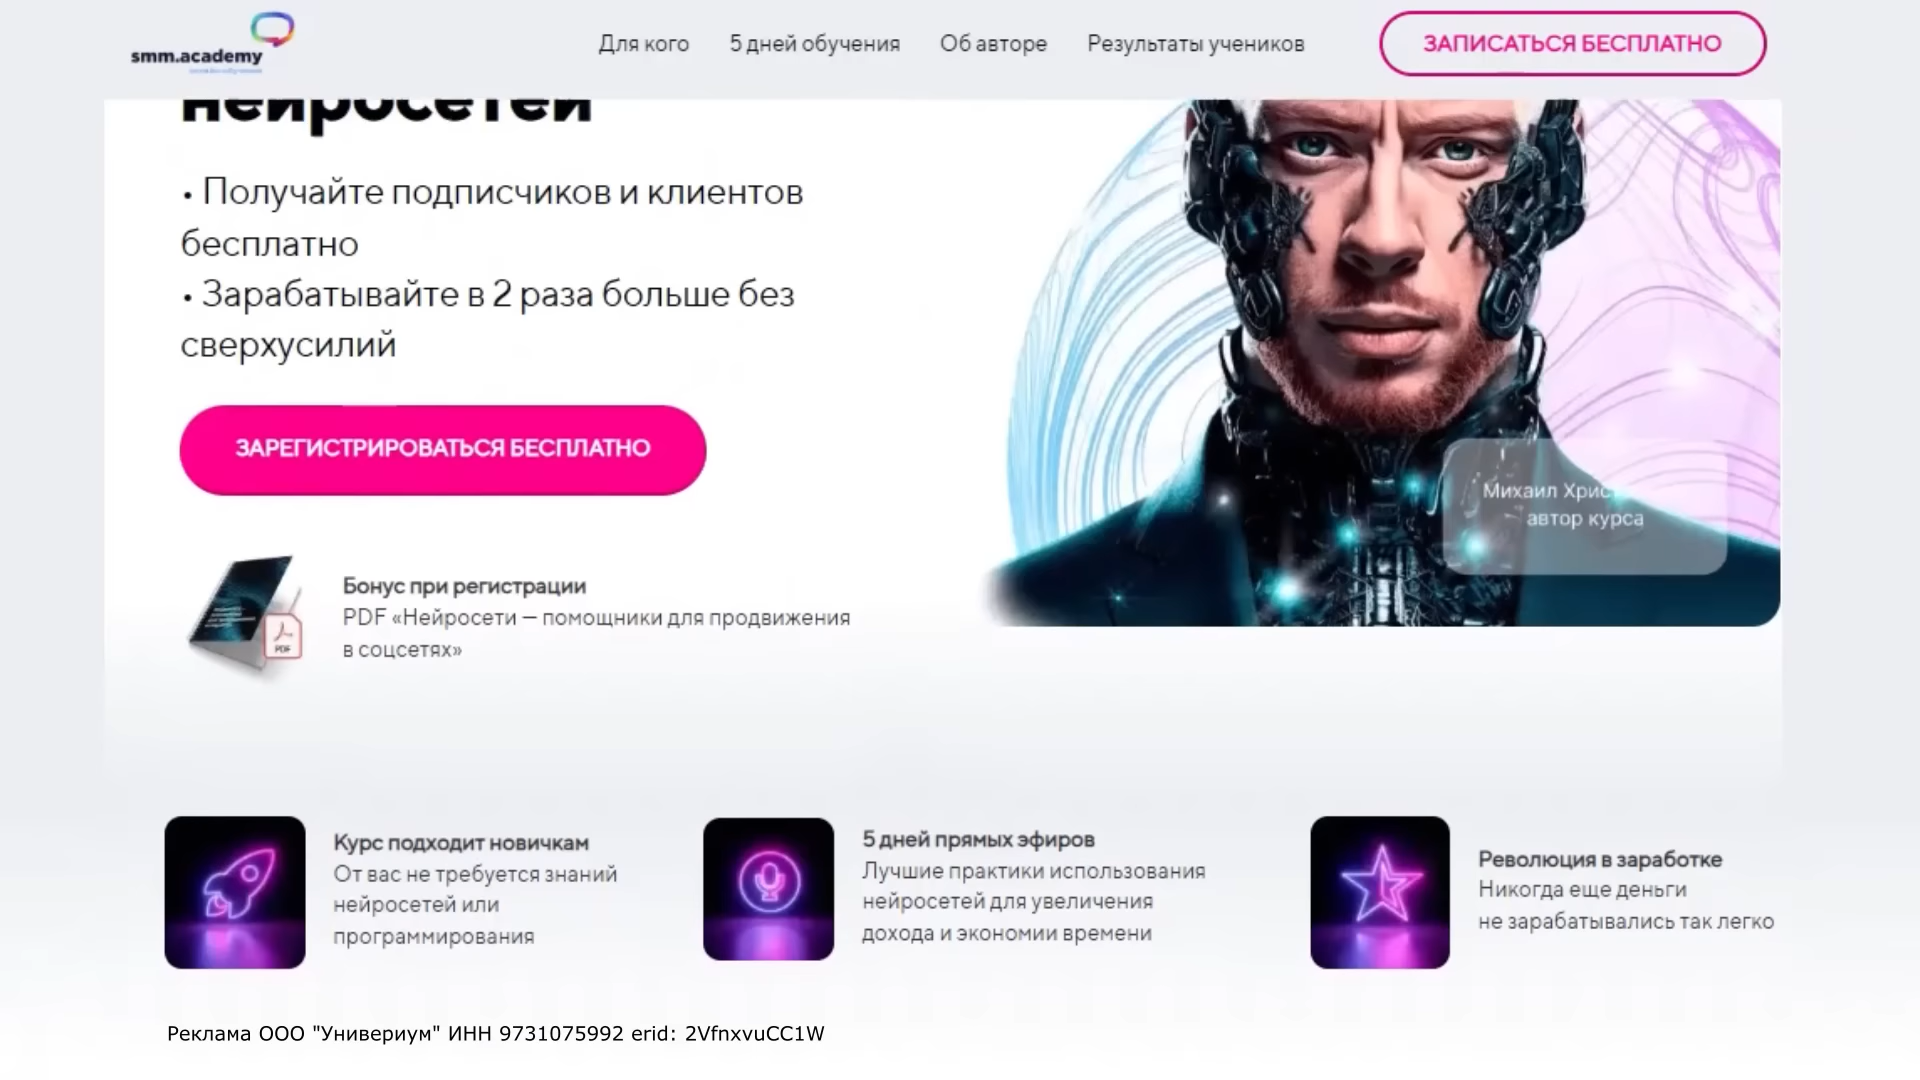 smm.academy
Для кого
5 дней обучения
Об авторе
Результаты учеников
ЗАПИСАТЬСЯ БЕСПЛАТНО
нейросетей
• Получайте подписчиков и клиентов
бесплатно
• Зарабатывайте в 2 раза больше без
сверхусилий
ЗАРЕГИСТРИРОВАТЬСЯ БЕСПЛАТНО
Михаил
автор курса
Бонус при регистрации
PDF «Нейросети — помощники для продвижения
в соцсетях»
PDF
Курс подходит новичкам
От вас не требуется знаний
нейросетей или
программирования
5 дней прямых эфиров
Лучшие практики использования
нейросетей для увеличения
дохода и экономии времени
Революция в заработке
Никогда еще деньги
не зарабатывались так легко
Реклама ООО "Универиум" ИНН 9731075992 erid: 2VfnxvuCC1W